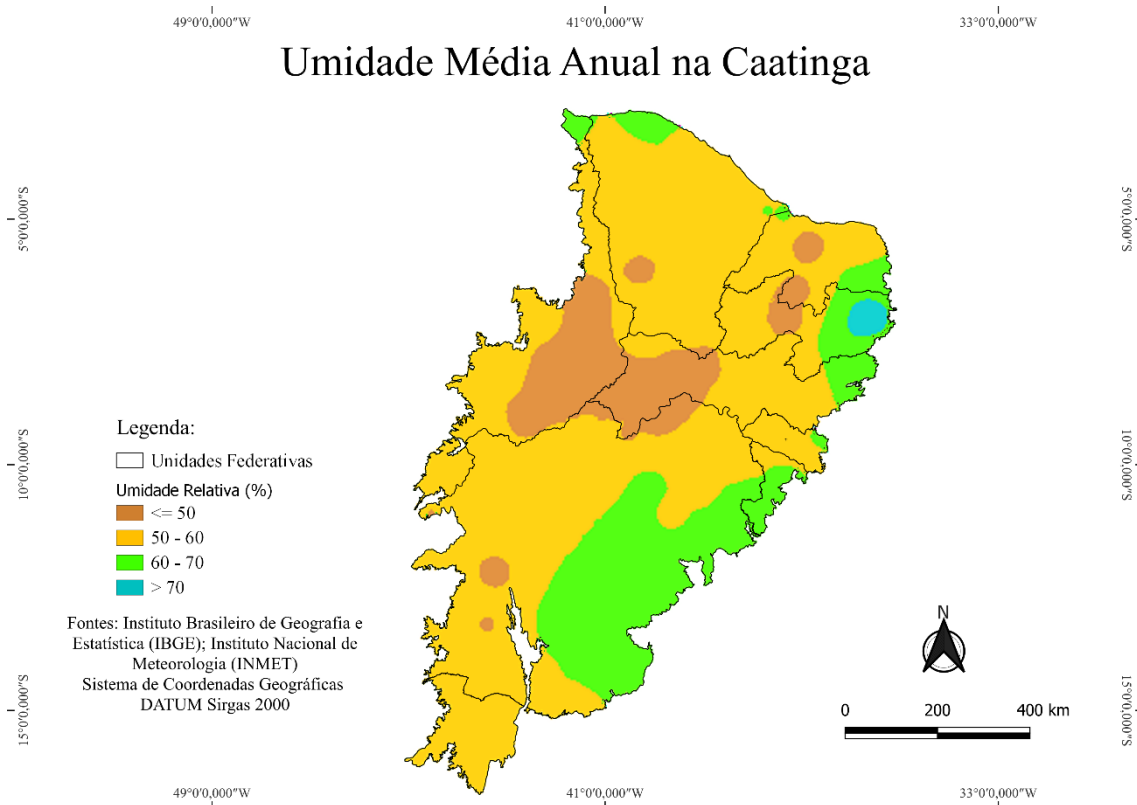 49°0'0,000"W
41°0'0,000"W
33°0'0,000"W
Umidade Média Anual na Caatinga
5°0'0,000"S
5°0'0,000"S
10°0'0,000"S
10°0'0,000"S
15°0'0,000"S
15°0'0,000"S
Legenda:
Unidades Federativas
Umidade Relativa (%)
<= 50
50 - 60
60 - 70
> 70
Fontes: Instituto Brasileiro de Geografia e
Estatística (IBGE); Instituto Nacional de
Meteorologia (INMET)
Sistema de Coordenadas Geográficas
DATUM Sirgas 2000
N
0 200 400 km
49°0'0,000"W
41°0'0,000"W
33°0'0,000"W